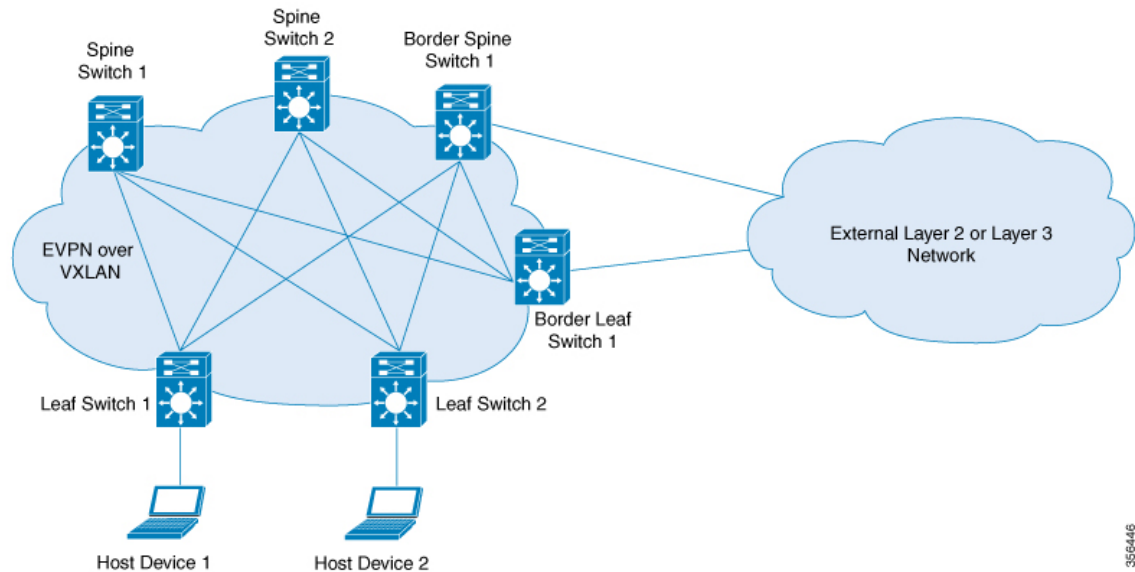 Spine
Switch 1
Spine
Switch 2
Border Spine
Switch 1
EVPN over
VXLAN
External Layer 2 or Layer 3
Network
Border Leaf
Switch 1
Leaf Switch 1
Leaf Switch 2
Host Device 1
Host Device 2
356446